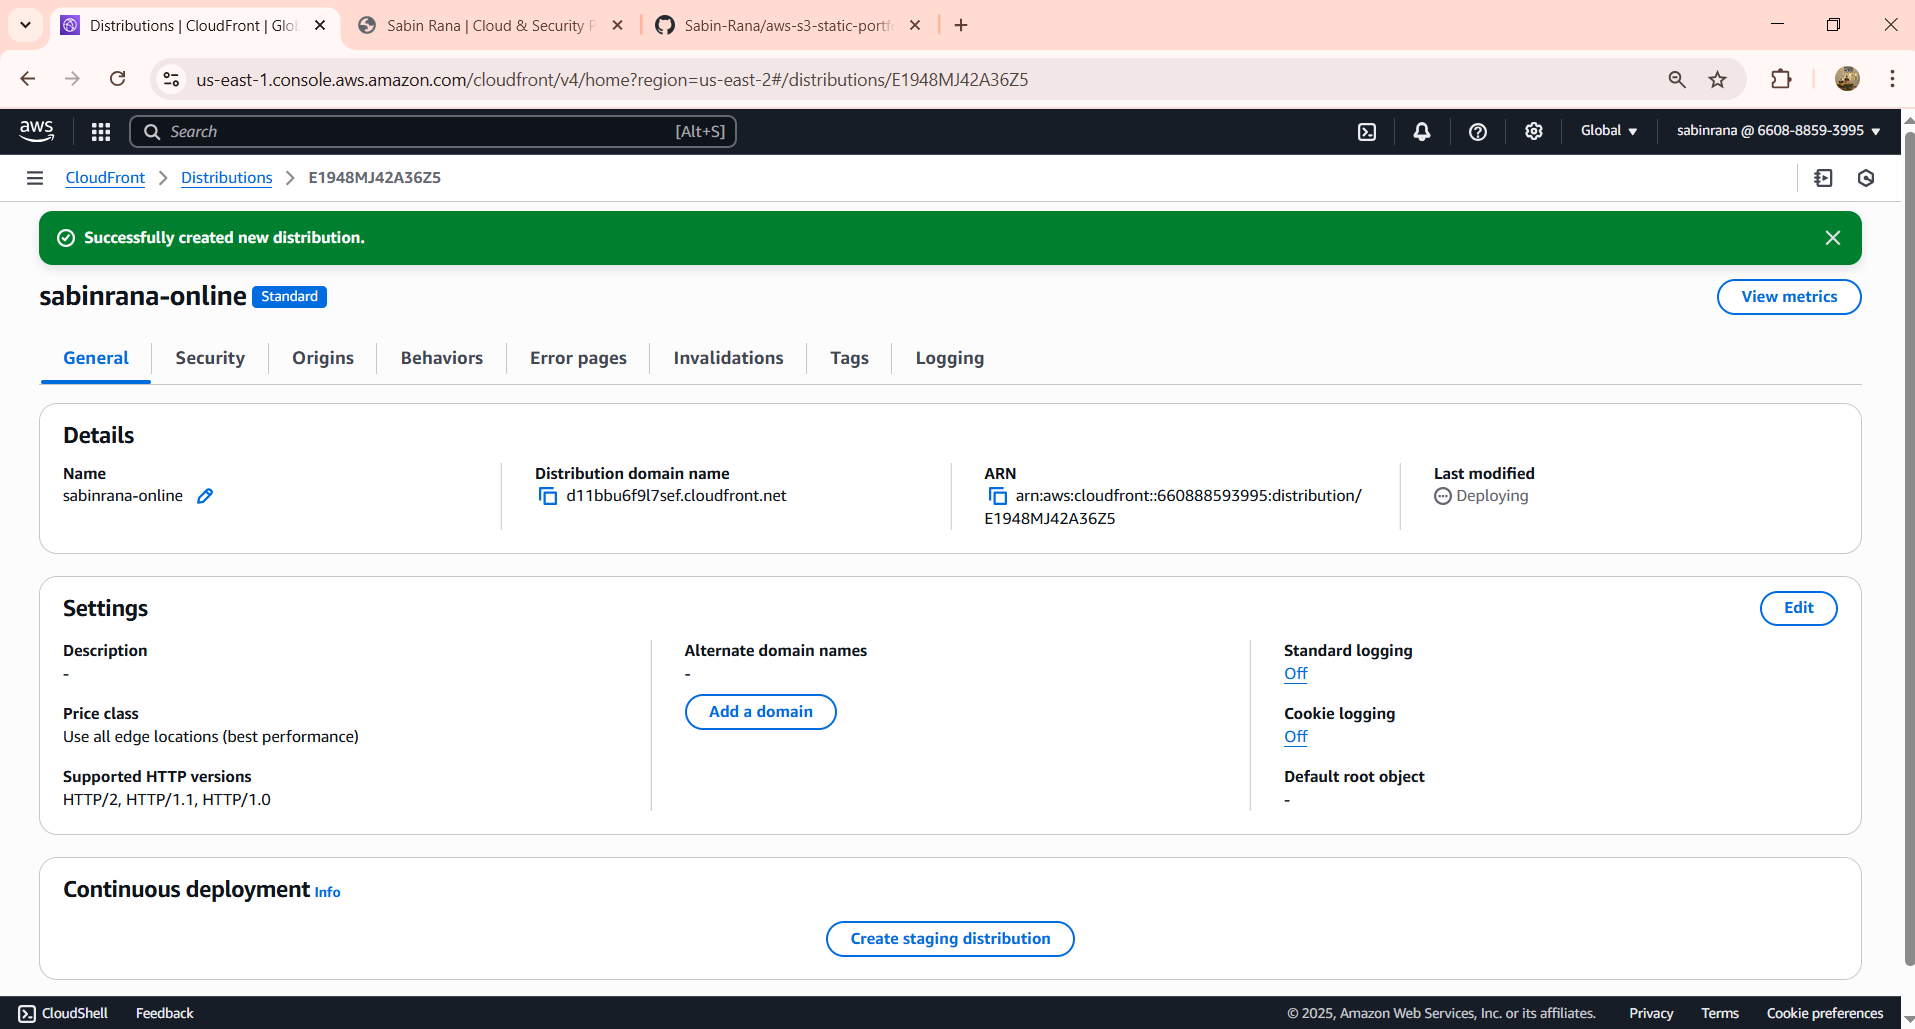 Distributions | CloudFront | Glo
Sabin Rana | Cloud & Security P
Sabin-Rana/aws-s3-static-portf
us-east-1.console.aws.amazon.com/cloudfront/v4/home?region=us-east-2#/distributions/E1948MJ42A36Z5
aws
Search
[Alt+S]
Global
sabinrana @ 6608-8859-3995
CloudFront
Distributions
E1948MJ42A36Z5
Successfully created new distribution.
sabinrana-online
Standard
View metrics
General
Security
Origins
Behaviors
Error pages
Invalidations
Tags
Logging
Details
Name
sabinrana-online
Distribution domain name
d11bbu6f9l7sef.cloudfront.net
ARN
arn:aws:cloudfront::660888593995:distribution/
E1948MJ42A36Z5
Last modified
Deploying
Settings
Edit
Description
-
Price class
Use all edge locations (best performance)
Supported HTTP versions
HTTP/2, HTTP/1.1, HTTP/1.0
Alternate domain names
-
Add a domain
Standard logging
Off
Cookie logging
Off
Default root object
-
Continuous deployment Info
Create staging distribution
CloudShell
Feedback
© 2025, Amazon Web Services, Inc. or its affiliates.
Privacy
Terms
Cookie preferences